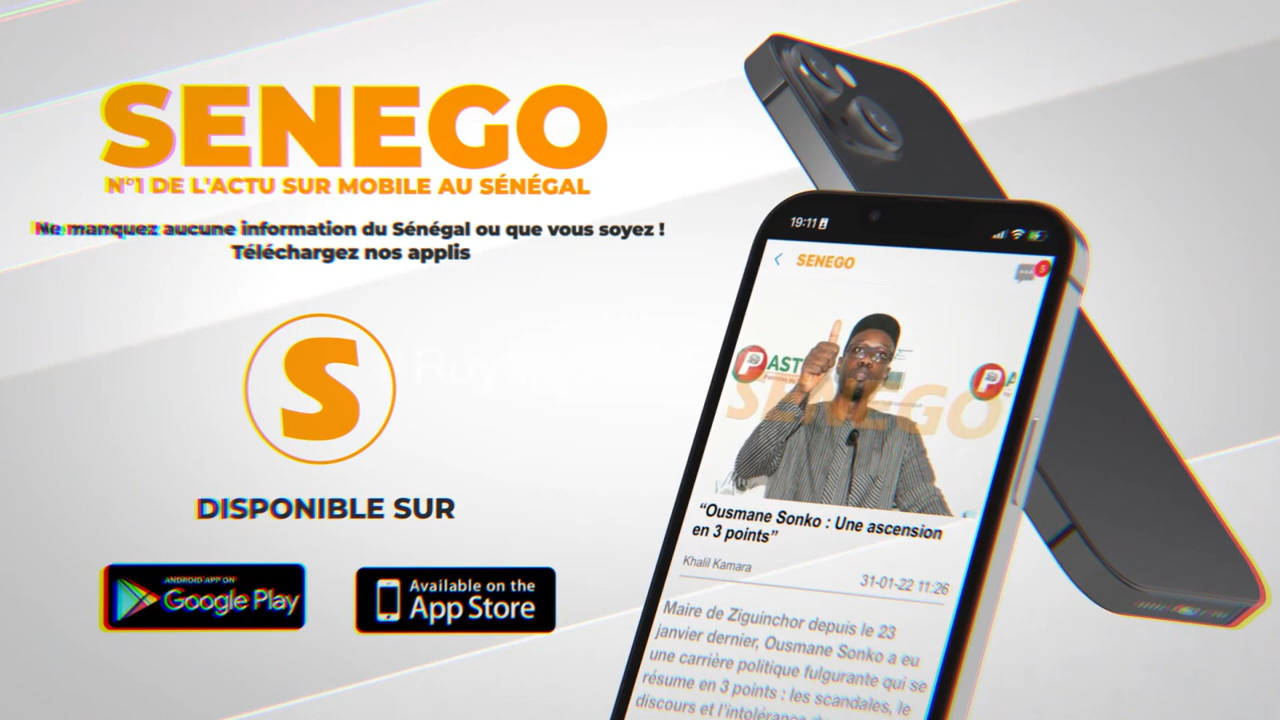 SENEGO
N°1 DE L'ACTU SUR MOBILE AU SÉNÉGAL
Ne manquez aucune information du Sénégal ou que vous soyez !
Téléchargez nos applis
S
DISPONIBLE SUR
ANDROID APP ON
Google Play
Available on the
App Store
19:11
SENEGO
5
P AST
P
SENEGO
“Ousmane Sonko : Une ascension
en 3 points”
Khalil Kamara
31-01-22 11:26
Maire de Ziguinchor depuis le 23
janvier dernier, Ousmane Sonko a eu
une carrière politique fulgurante qui se
résume en 3 points : les scandales, le
discours et l'intolérance